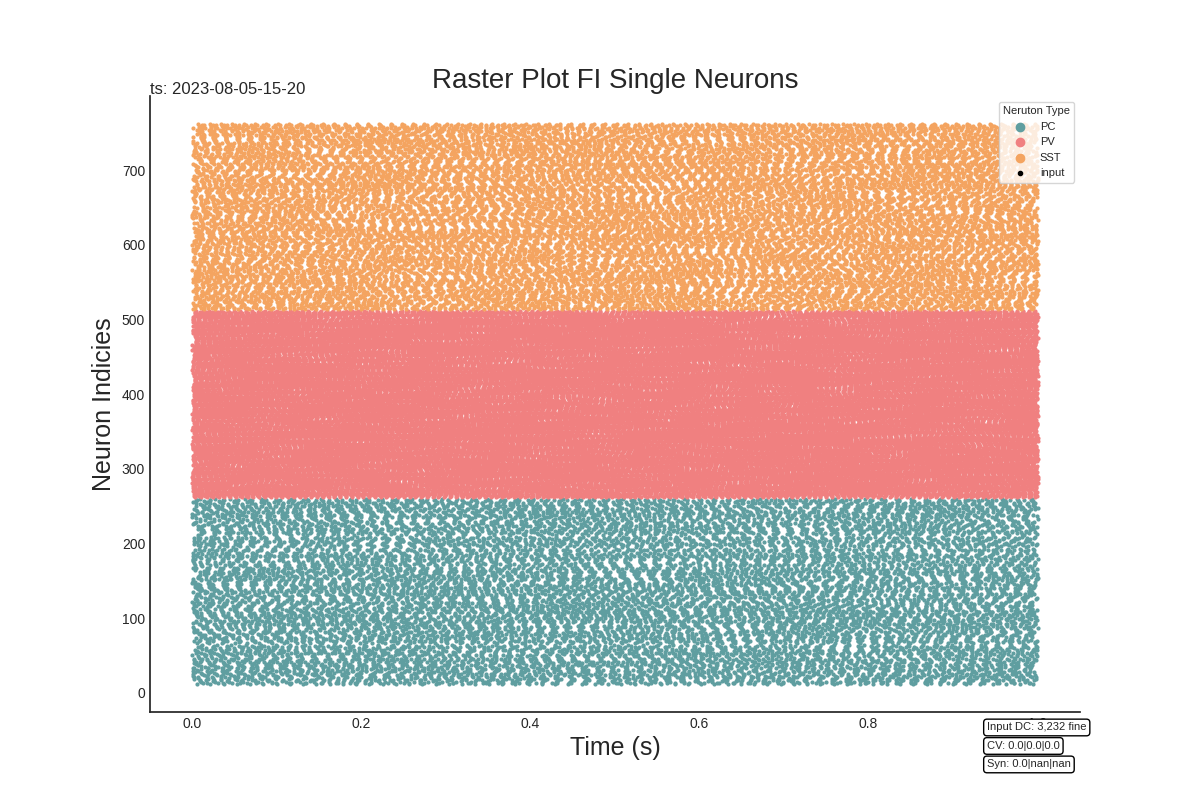 Raster Plot FI Single Neurons
ts: 2023-08-05-15-20
Neruton Type
PC
PV
SST
input
Neuron Indicies
700
600
500
400
300
200
100
0
0.0
0.2
0.4
0.6
0.8
Time (s)
Input DC: 3,232 fine
CV: 0.0|0.0|0.0
Syn: 0.0|nan|nan